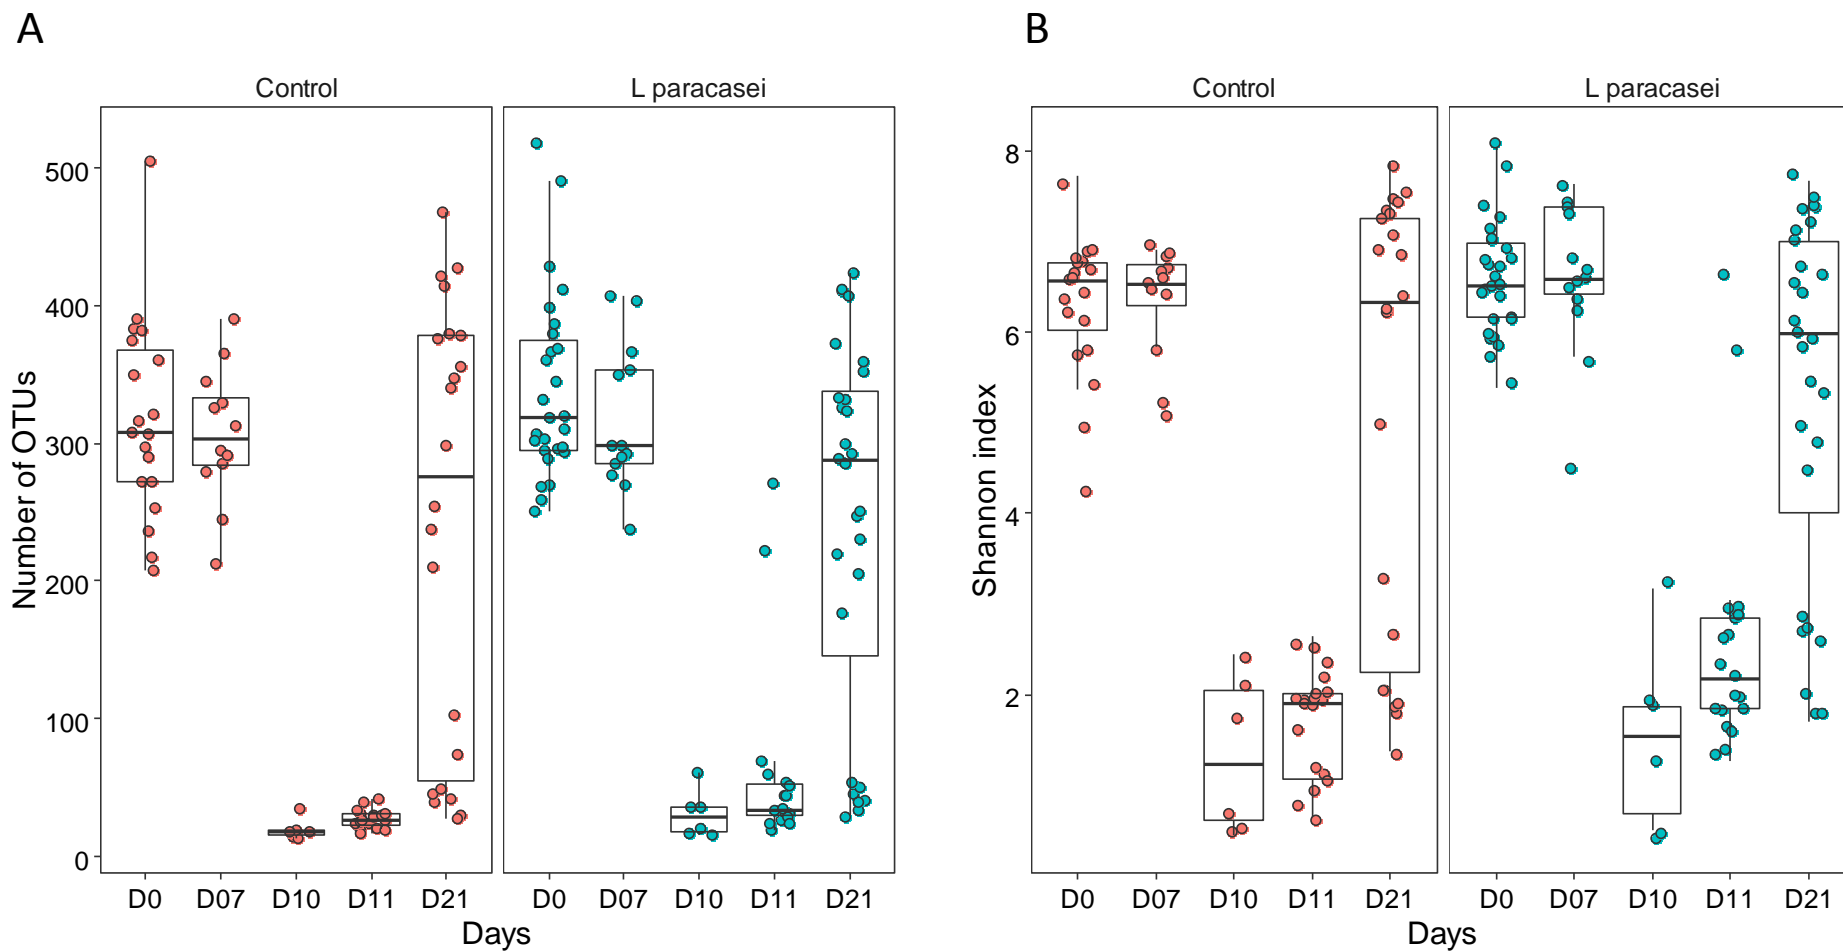 A
B
Control
L paracasei
Control
L paracasei
Number of OTUs
500
400
300
200
100
0
D0
D07
D10
D11
D21
D0
D07
D10
D11
D21
Days
Shannon index
8
6
4
2
D0
D07
D10
D11
D21
D0
D07
D10
D11
D21
Days